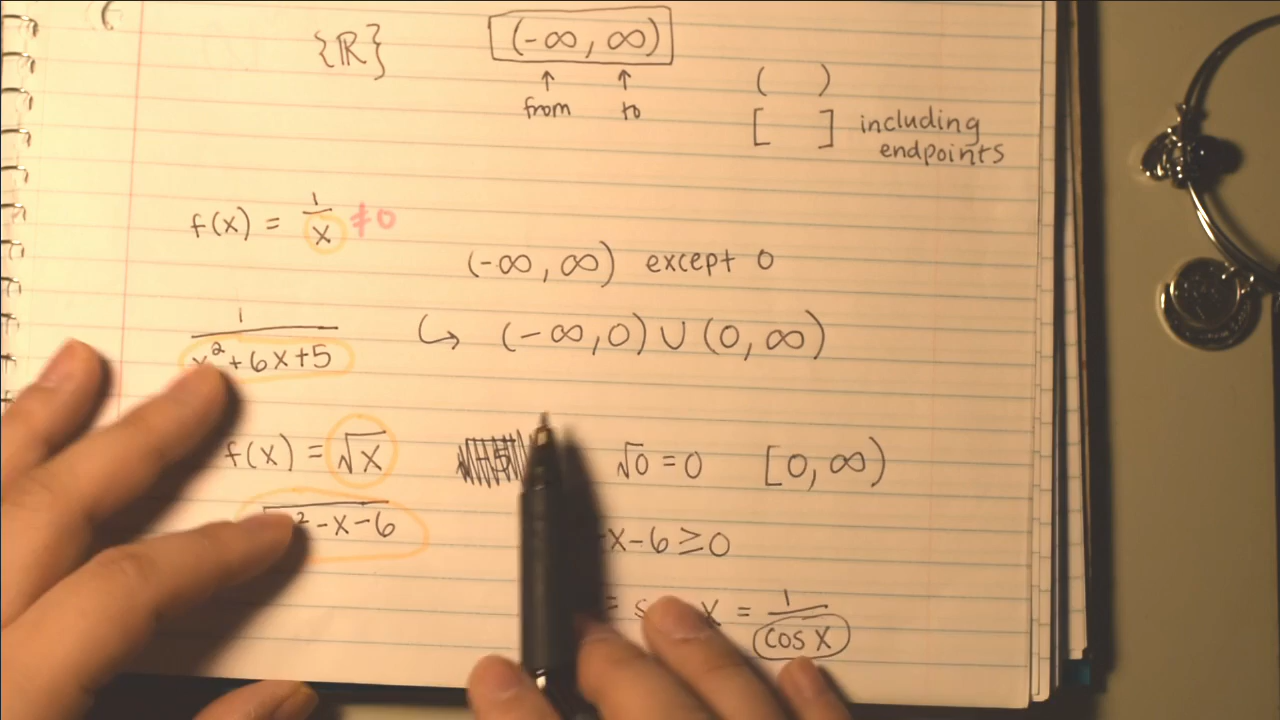 {ℝ} (-∞, ∞)
↑ from ↑ to
( )
[ ] including endpoints
f(x) = 1/x ≠0
(-∞, ∞) except 0
1/(x²+6x+5) ↪ (-∞,0) ∪ (0,∞)
f(x) = √x √0 = 0 [0,∞)
²-x-6
-x-6≥0
= s x = 1/cos x